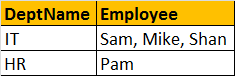 DeptName Employee
IT Sam, Mike, Shan
HR Pam